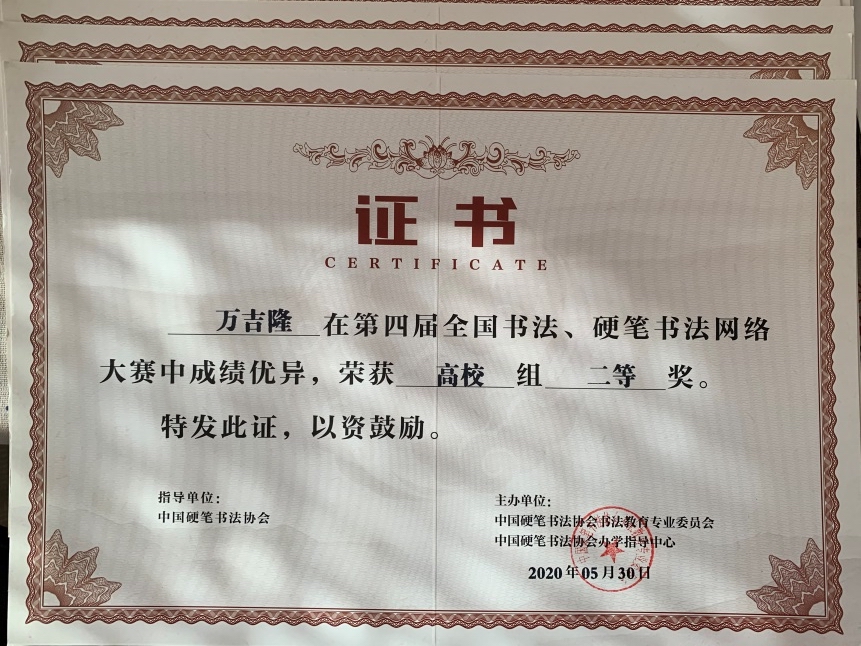 证书
CERTIFICATE
万吉隆 在第四届全国书法、硬笔书法网络
大赛中成绩优异，荣获 高校 组 二等 奖。
特发此证，以资鼓励。
指导单位：
中国硬笔书法协会
主办单位：
中国硬笔书法协会书法教育专业委员会
中国硬笔书法协会办学指导中心
2020年05月30日